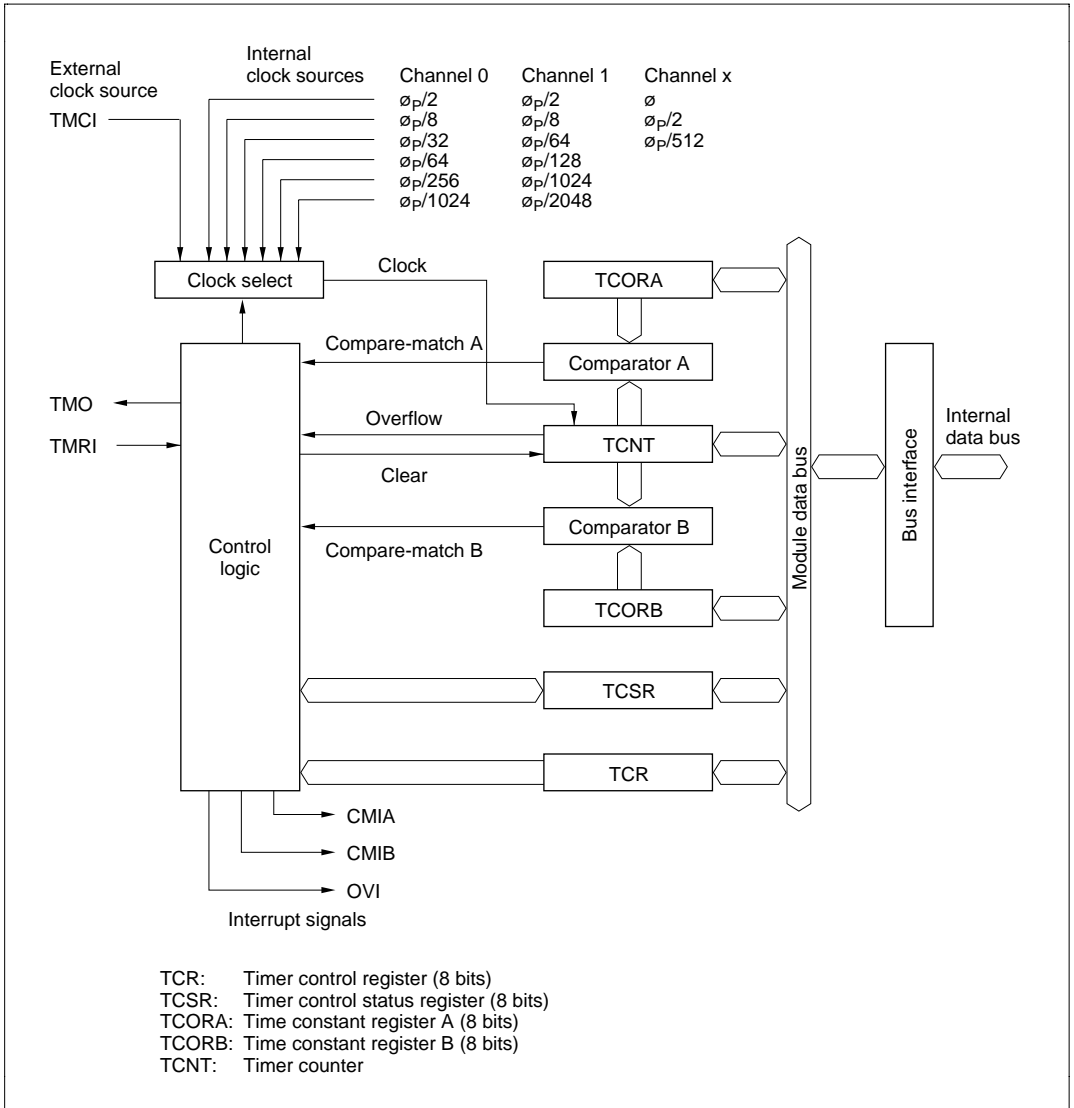 External
clock source
TMCI
Internal
clock sources
Channel 0 Channel 1 Channel x
øP/2 øP/2 ø
øP/8 øP/8 øP/2
øP/32 øP/64 øP/512
øP/64 øP/128
øP/256 øP/1024
øP/1024 øP/2048
Clock select
Clock
TCORA
Compare-match A
Comparator A
TMO
TMRI
Overflow
TCNT
Clear
Comparator B
Compare-match B
Control
logic
TCORB
TCSR
TCR
Module data bus
Bus interface
Internal
data bus
CMIA
CMIB
OVI
Interrupt signals
TCR: Timer control register (8 bits)
TCSR: Timer control status register (8 bits)
TCORA: Time constant register A (8 bits)
TCORB: Time constant register B (8 bits)
TCNT: Timer counter